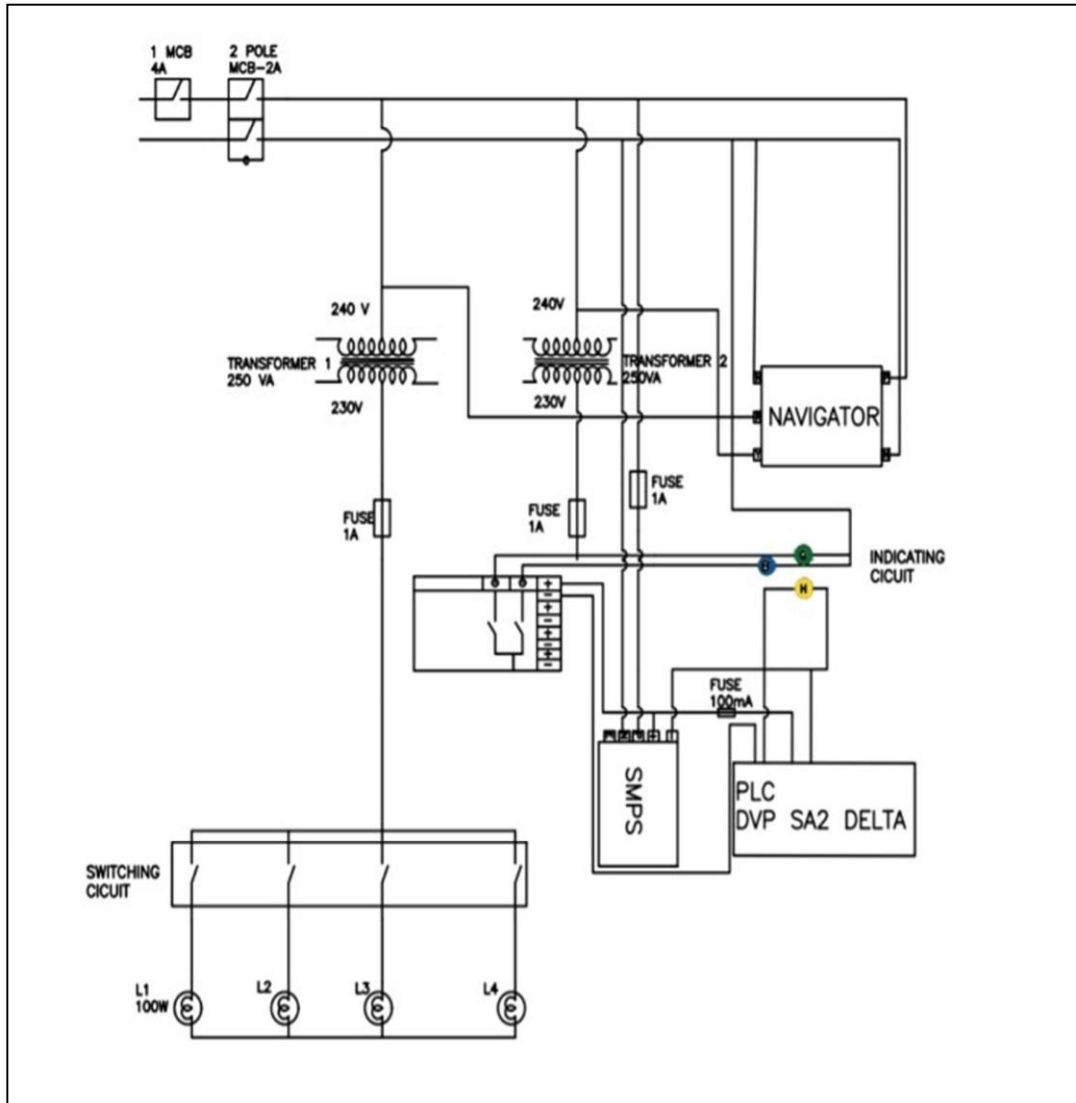 1 MCB
4A
2 POLE
MCB-2A
240 V
240V
TRANSFORMER 1
250 VA
TRANSFORMER 2
250VA
230V
230V
NAVIGATOR
FUSE
1A
FUSE
1A
FUSE
1A
INDICATING
CICUIT
H
FUSE
100mA
SMPS
PLC
DVP SA2 DELTA
SWITCHING
CICUIT
L1
100W
L2
L3
L4